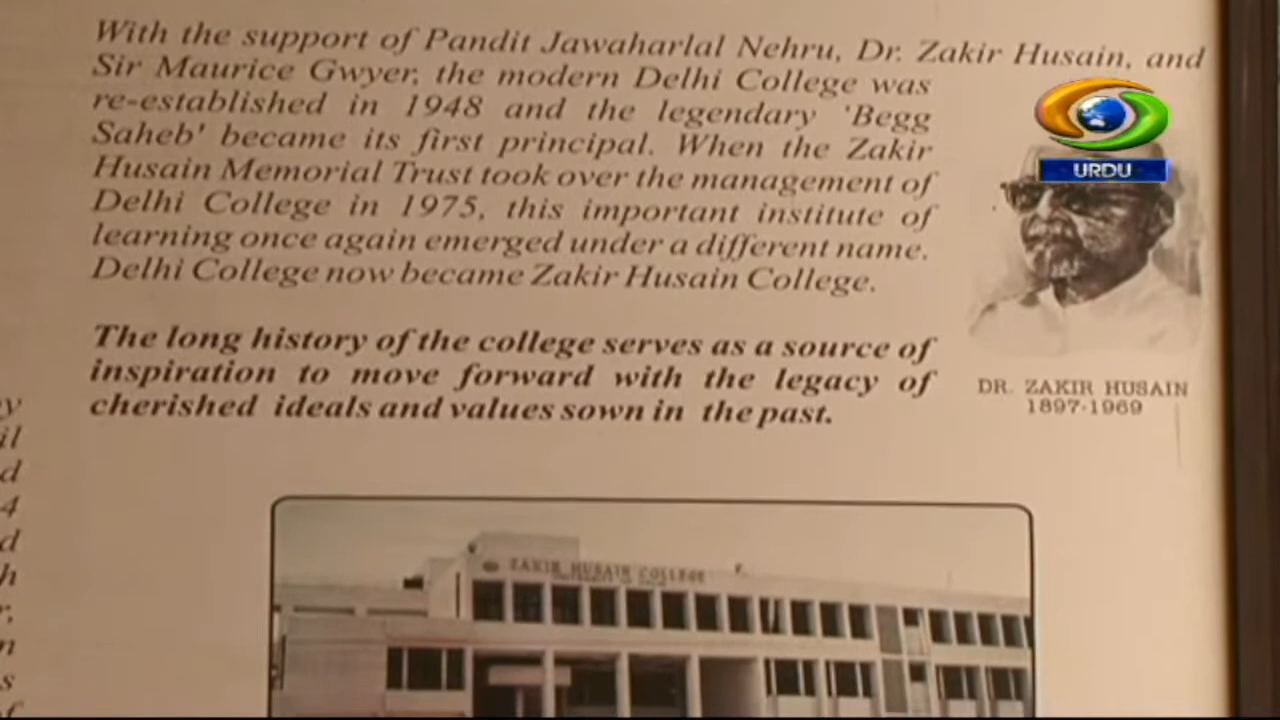 With the support of Pandit Jawaharlal Nehru, Dr. Zakir Husain, and
Sir Maurice Gwyer, the modern Delhi College was
re-established in 1948 and the legendary 'Begg
Saheb' became its first principal. When the Zakir
Husain Memorial Trust took over the management of
Delhi College in 1975, this important institute of
learning once again emerged under a different name.
Delhi College now became Zakir Husain College.
The long history of the college serves as a source of
inspiration to move forward with the legacy of
cherished ideals and values sown in the past.
URDU
DR. ZAKIR HUSAIN
1897-1969
ZAKIR HUSAIN COLLEGE